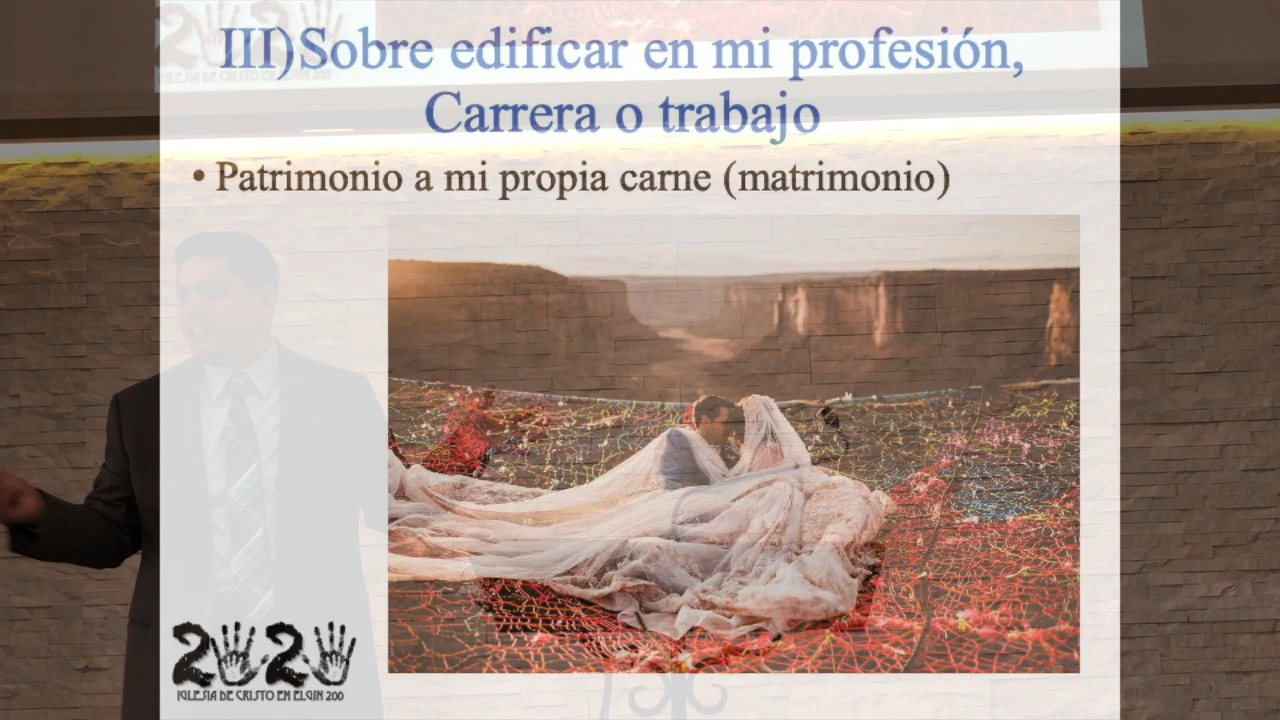 III)Sobre edificar en mi profesión,
Carrera o trabajo
• Patrimonio a mi propia carne (matrimonio)
2020
IGLESIA DE CRISTO EN ELGIN 200